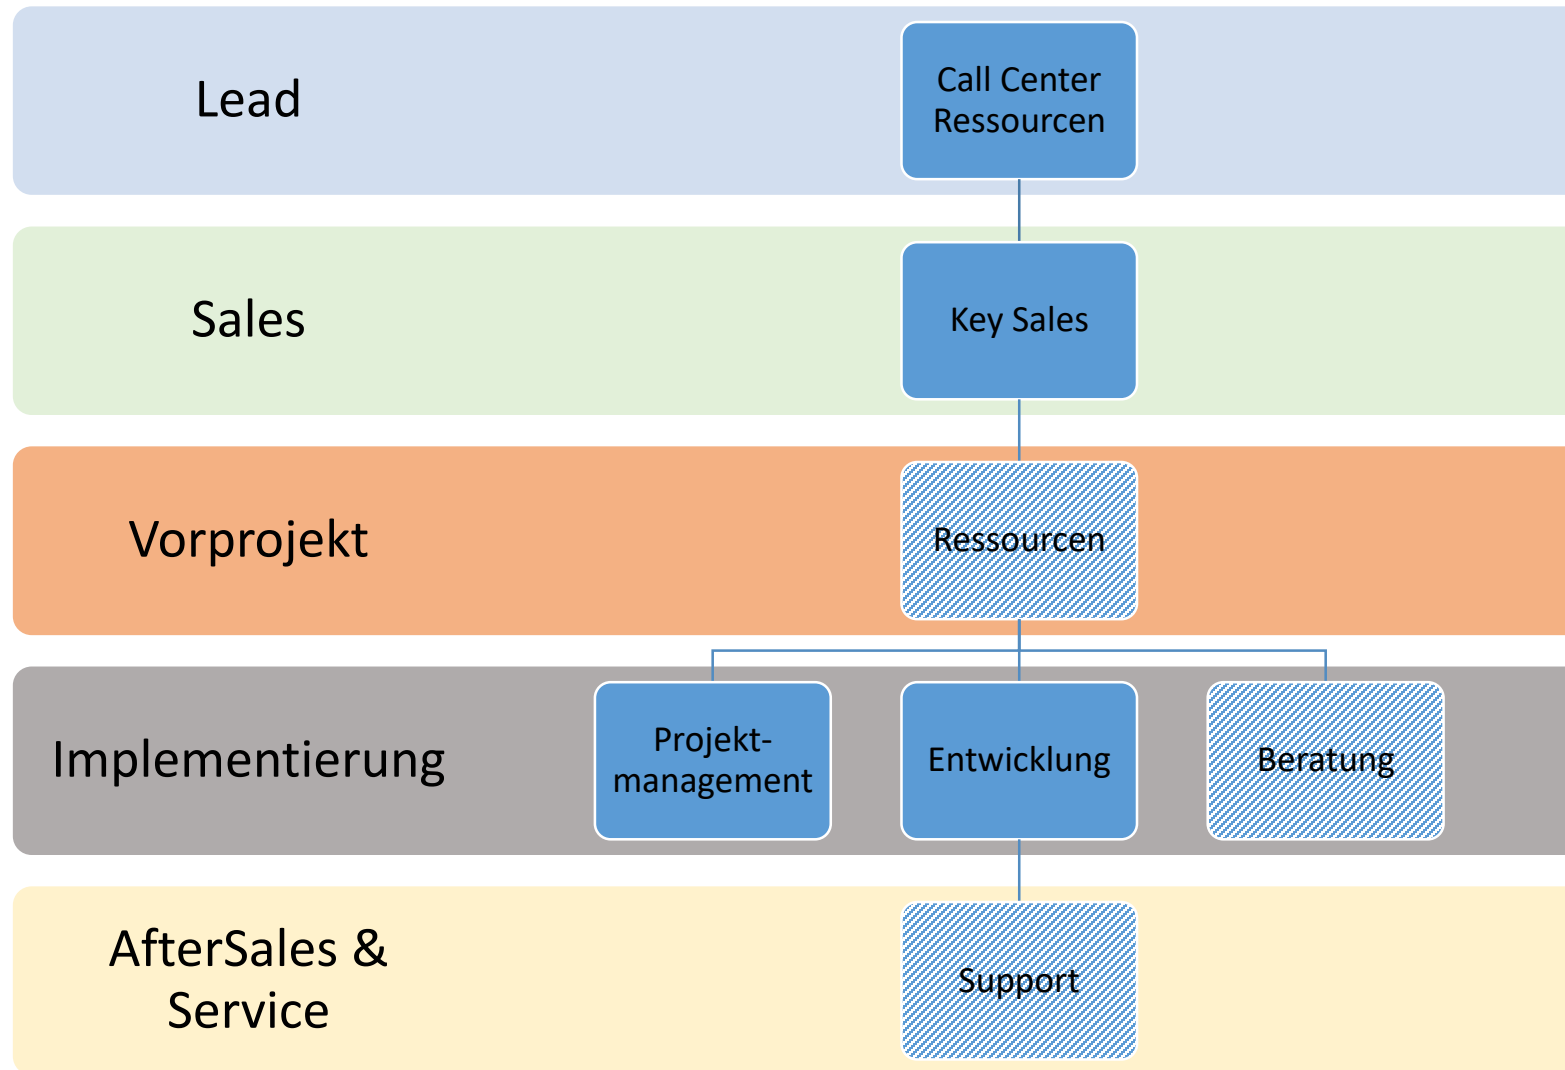 Lead
Call Center
Ressourcen
Sales
Key Sales
Vorprojekt
Ressourcen
Implementierung
Projekt-
management
Entwicklung
Beratung
AfterSales &
Service
Support